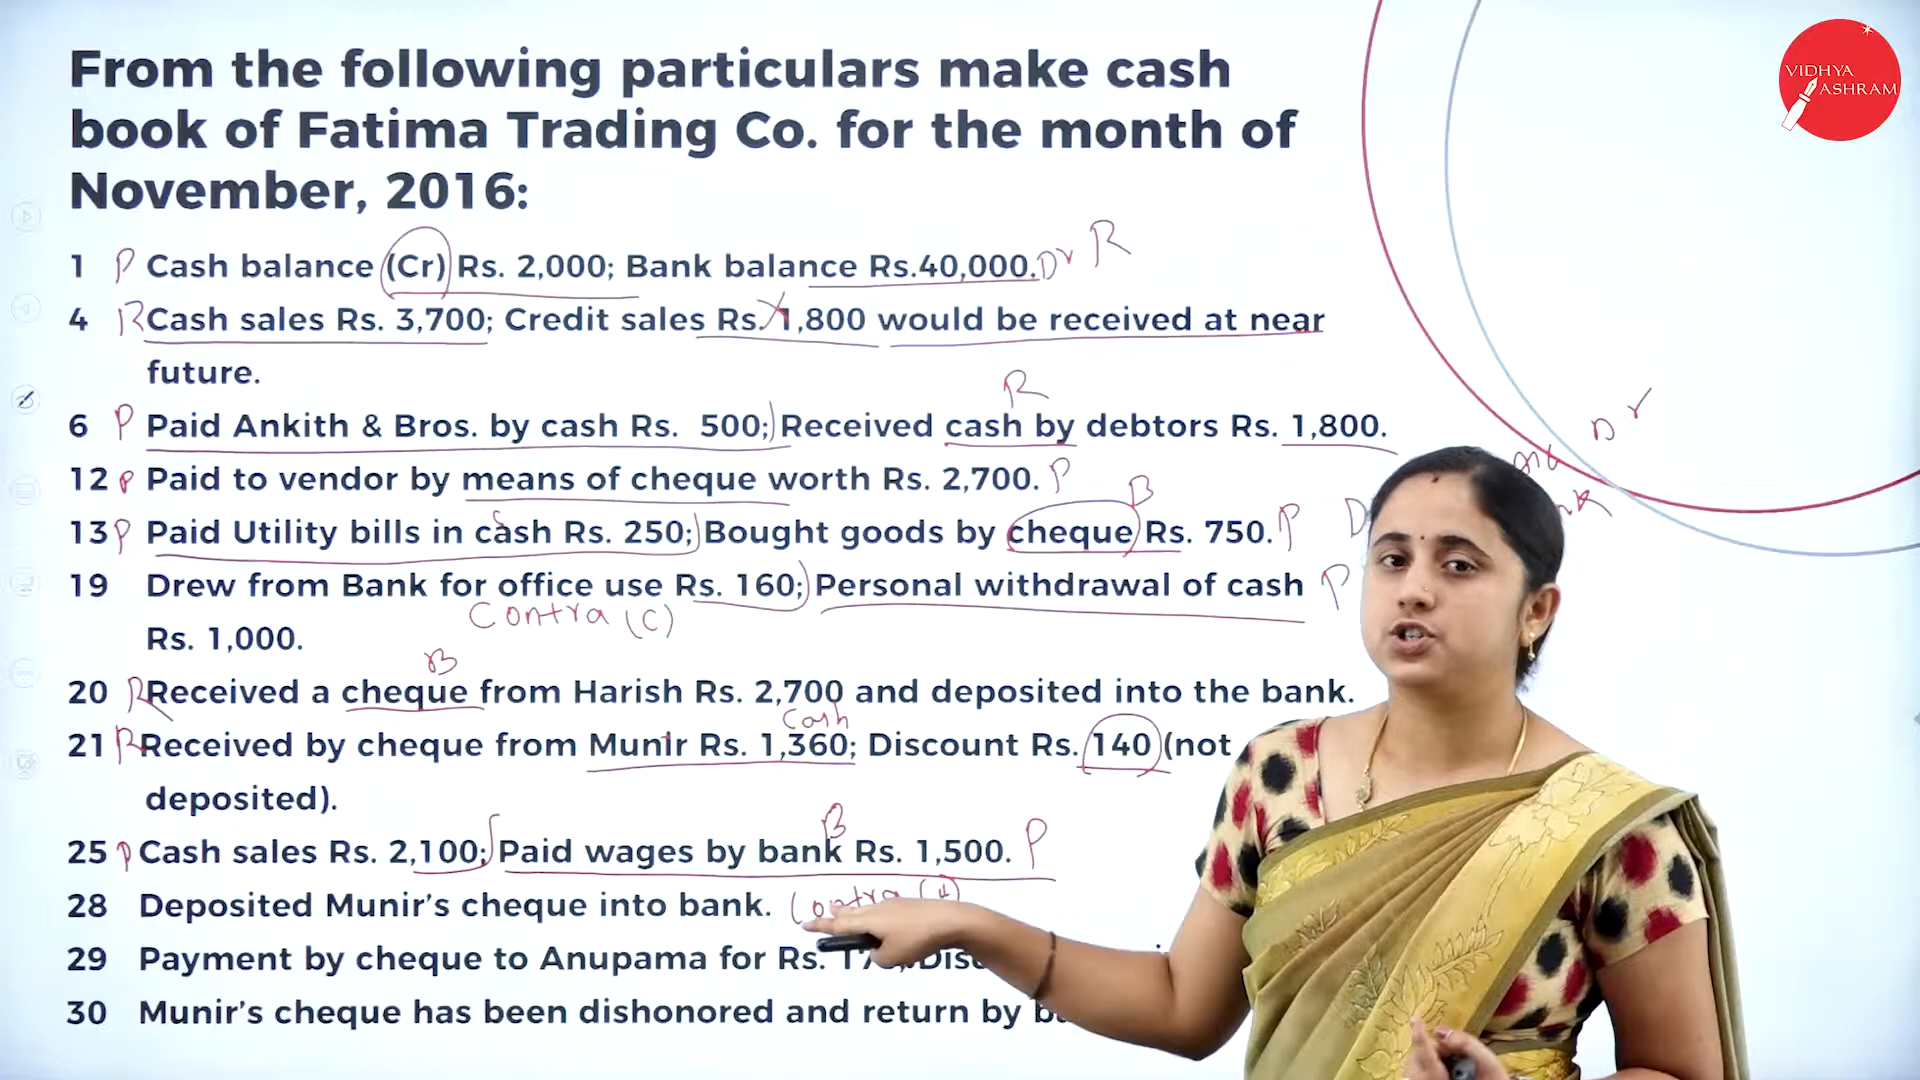 VIDHYA
ASHRAM
From the following particulars make cash
book of Fatima Trading Co. for the month of
November, 2016:
1 P Cash balance (Cr) Rs. 2,000; Bank balance Rs.40,000. Dr R
4 R Cash sales Rs. 3,700; Credit sales Rs. 1,800 would be received at near
future.
R
6 P Paid Ankith & Bros. by cash Rs. 500; Received cash by debtors Rs. 1,800.
Dr
12 P Paid to vendor by means of cheque worth Rs. 2,700. P
B
13 P Paid Utility bills in cash Rs. 250; Bought goods by cheque Rs. 750. P D
19 Drew from Bank for office use Rs. 160; Personal withdrawal of cash P
Contra (C)
Rs. 1,000.
B
20 R Received a cheque from Harish Rs. 2,700 and deposited into the bank.
Cash
21 R Received by cheque from Munir Rs. 1,360; Discount Rs. 140 (not
deposited).
B
25 P Cash sales Rs. 2,100; Paid wages by bank Rs. 1,500. P
28 Deposited Munir's cheque into bank. Contra
29 Payment by cheque to Anupama for Rs.
30 Munir's cheque has been dishonored and return by